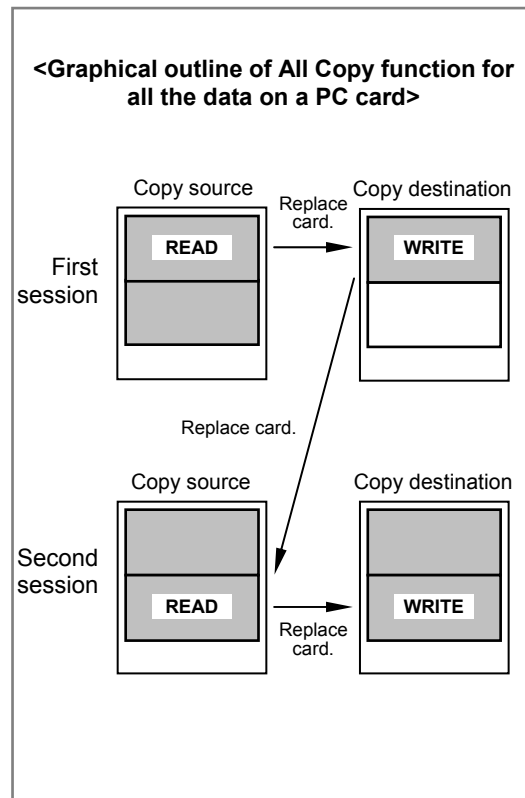 <Graphical outline of All Copy function for
all the data on a PC card>
Copy source
Replace
card.
Copy destination
First
session
READ
WRITE
Replace card.
Copy source
Copy destination
Second
session
READ
WRITE
Replace
card.